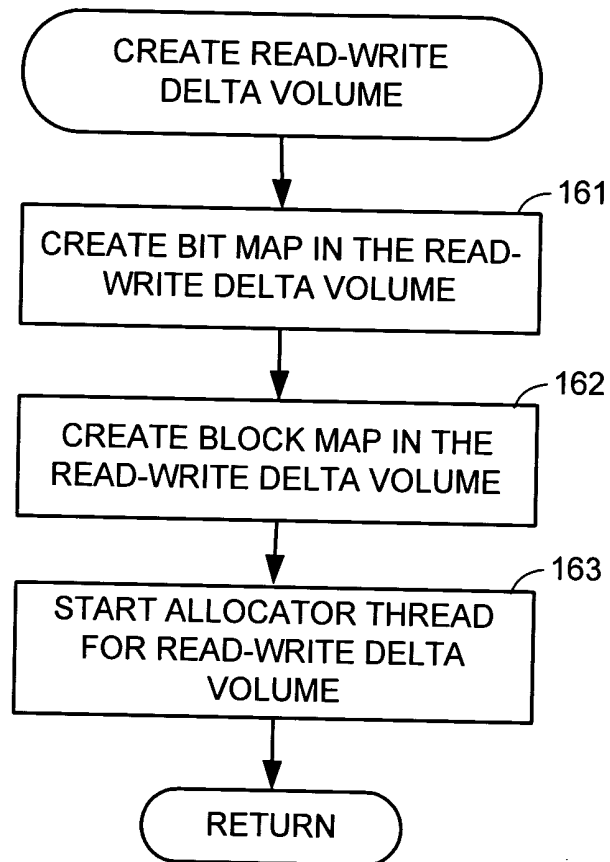 CREATE READ-WRITE
DELTA VOLUME
161
CREATE BIT MAP IN THE READ-
WRITE DELTA VOLUME
162
CREATE BLOCK MAP IN THE
READ-WRITE DELTA VOLUME
163
START ALLOCATOR THREAD
FOR READ-WRITE DELTA
VOLUME
RETURN